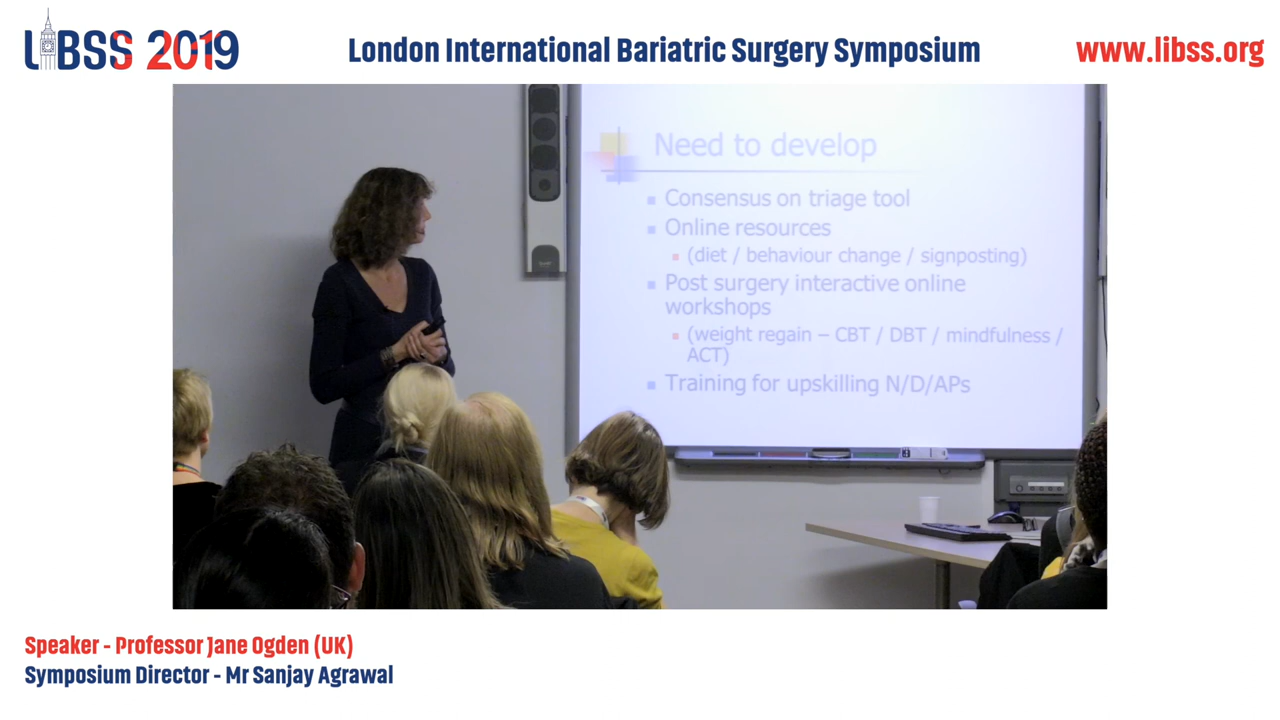 LIBSS 2019
London International Bariatric Surgery Symposium
www.libss.org
Need to develop
Consensus on triage tool
Online resources
(diet / behaviour change / signposting)
Post surgery interactive online
workshops
(weight regain – CBT / DBT / mindfulness /
ACT)
Training for upskilling N/D/APs
Speaker - Professor Jane Ogden (UK)
Symposium Director - Mr Sanjay Agrawal